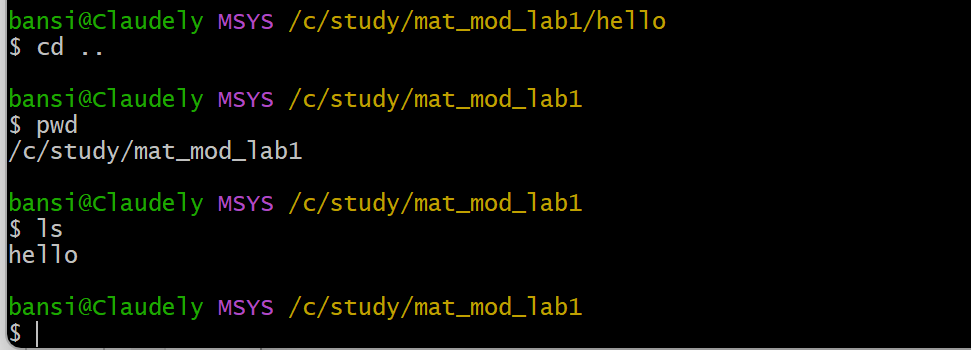 bansi@Claudely MSYS /c/study/mat_mod_lab1/hello
$ cd ..
bansi@Claudely MSYS /c/study/mat_mod_lab1
$ pwd
/c/study/mat_mod_lab1
bansi@Claudely MSYS /c/study/mat_mod_lab1
$ ls
hello
bansi@Claudely MSYS /c/study/mat_mod_lab1
$